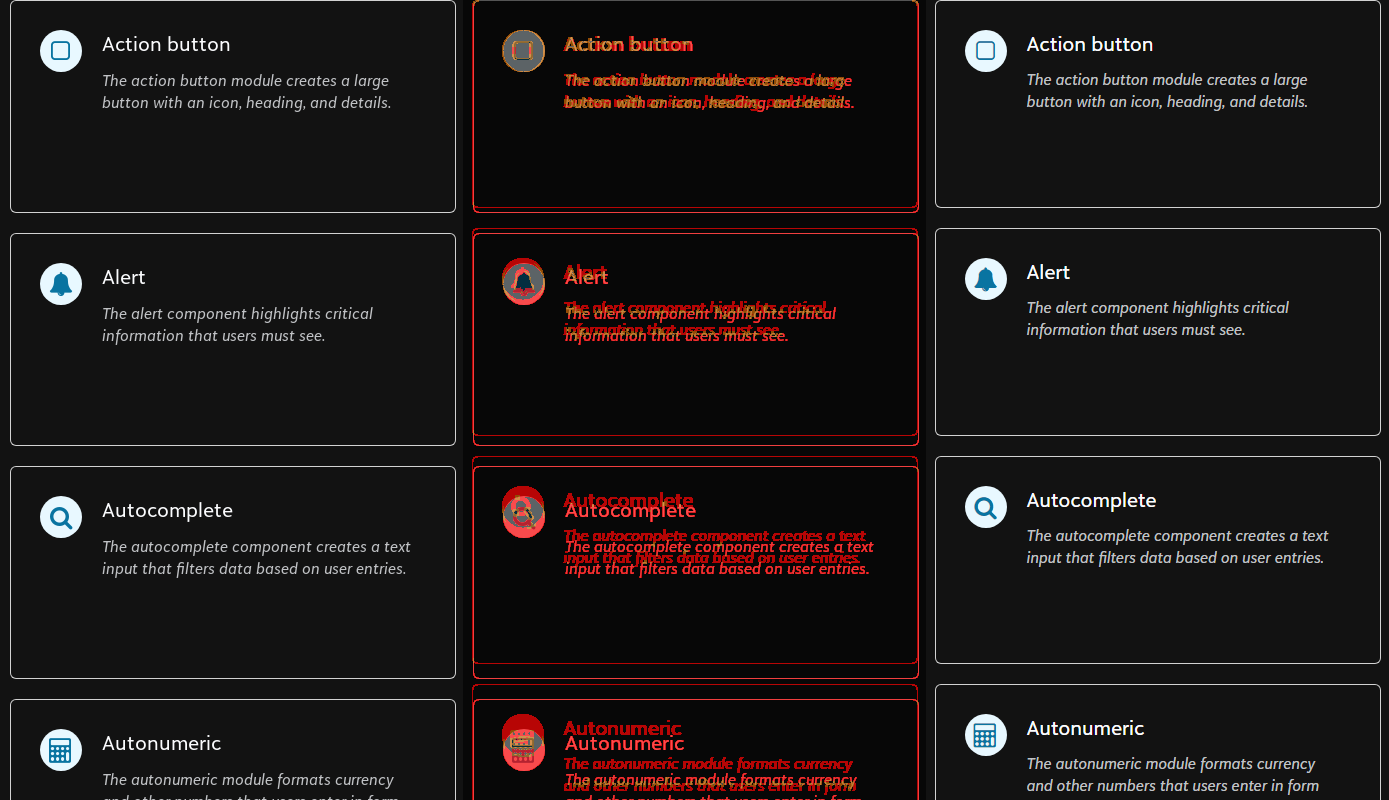 Action button
The action button module creates a large
button with an icon, heading, and details.
Alert
The alert component highlights critical
information that users must see.
Autocomplete
The autocomplete component creates a text
input that filters data based on user entries.
Autonumeric
The autonumeric module formats currency
and other numbers that users enter in form
Action button
The action button module creates a large
button with an icon, heading, and details.
Alert
The alert component highlights critical
information that users must see.
Autocomplete
The autocomplete component creates a text
input that filters data based on user entries.
Autonumeric
The autonumeric module formats currency
and other numbers that users enter in form
Action button
The action button module creates a large
button with an icon, heading, and details.
Alert
The alert component highlights critical
information that users must see.
Autocomplete
The autocomplete component creates a text
input that filters data based on user entries.
Autonumeric
The autonumeric module formats currency
and other numbers that users enter in form